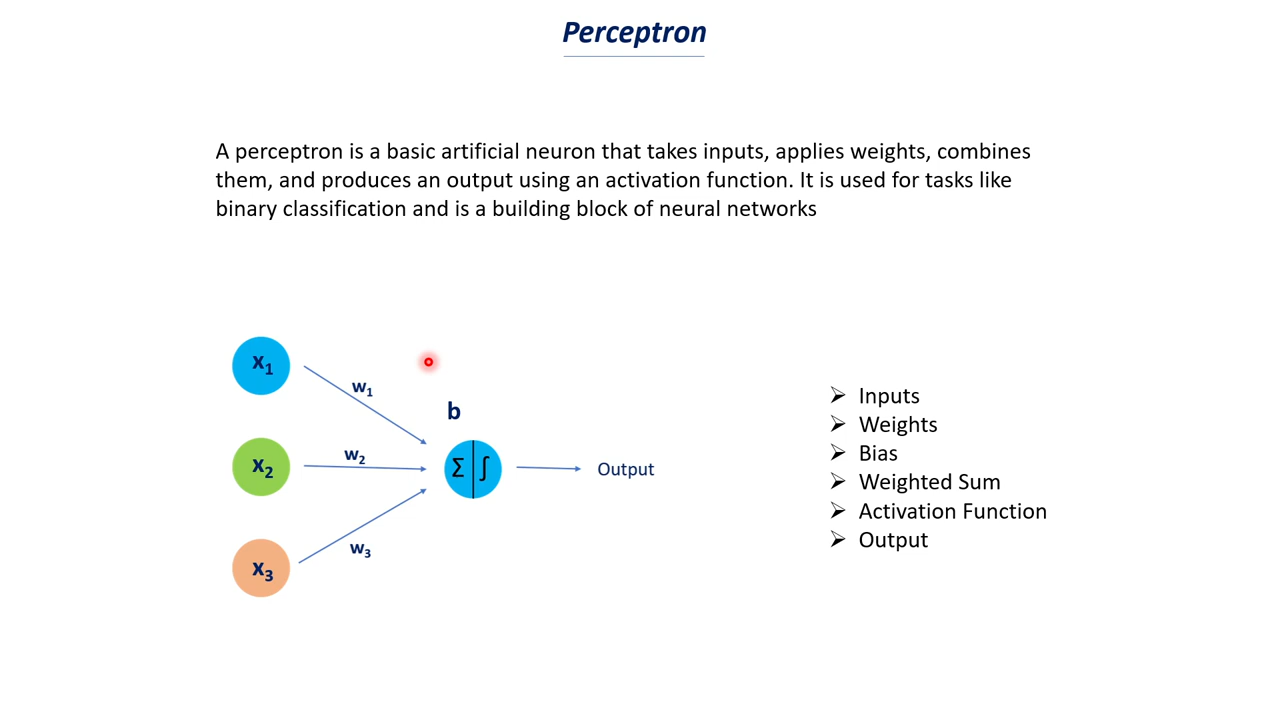 Perceptron
A perceptron is a basic artificial neuron that takes inputs, applies weights, combines
them, and produces an output using an activation function. It is used for tasks like
binary classification and is a building block of neural networks
x₁
w₁
b
x₂
w₂
Σ ∫
Output
x₃
w₃
➢ Inputs
➢ Weights
➢ Bias
➢ Weighted Sum
➢ Activation Function
➢ Output